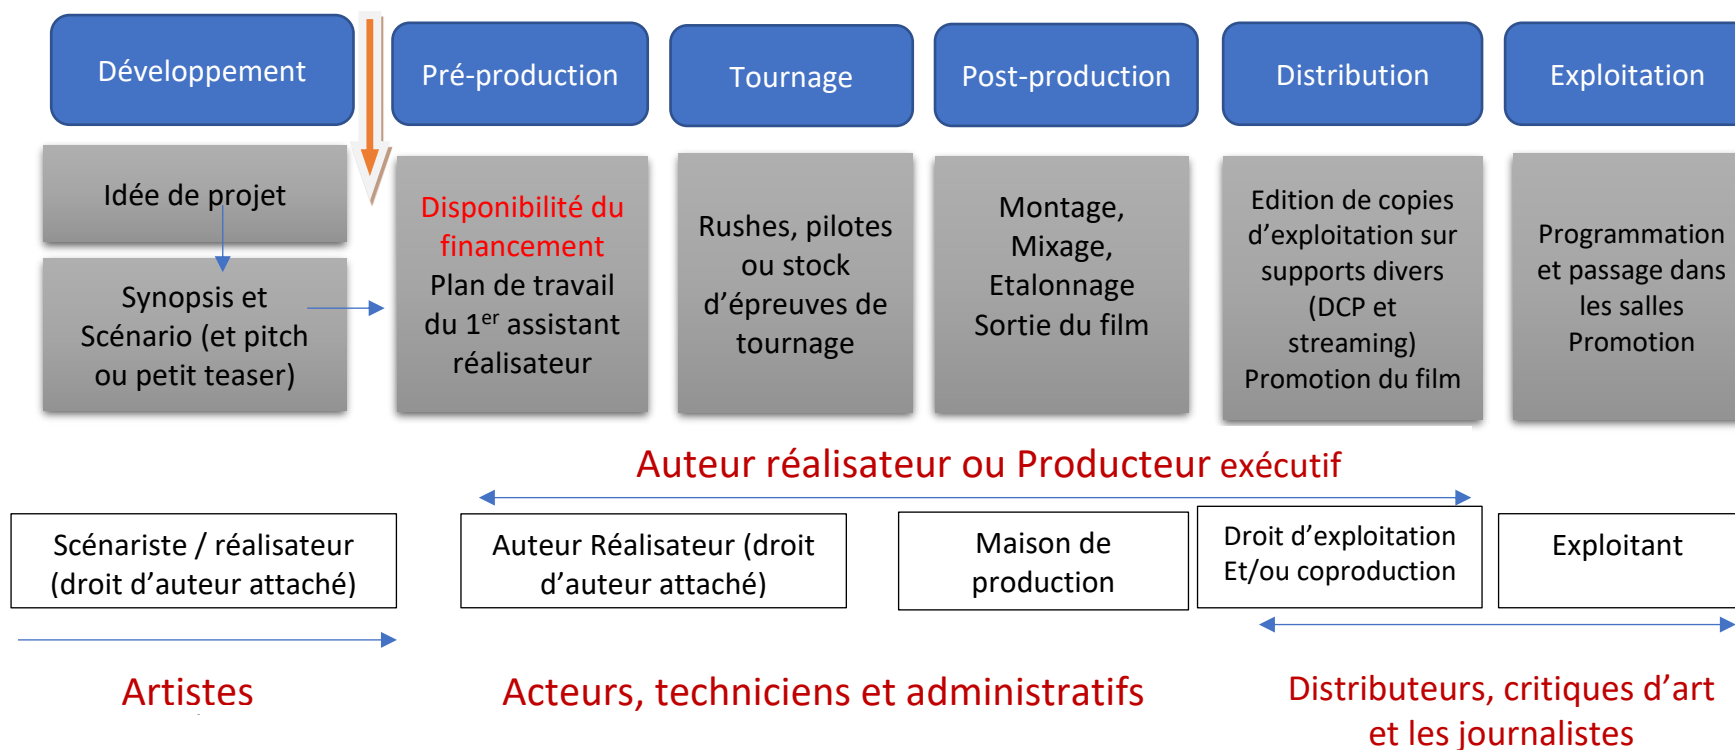 Développement
Pré-production
Tournage
Post-production
Distribution
Exploitation
Idée de projet
Synopsis et
Scénario (et pitch
ou petit teaser)
Disponibilité du
financement
Plan de travail
du 1er assistant
réalisateur
Rushes, pilotes
ou stock
d’épreuves de
tournage
Montage,
Mixage,
Etalonnage
Sortie du film
Edition de copies
d’exploitation sur
supports divers
(DCP et
streaming)
Promotion du film
Programmation
et passage dans
les salles
Promotion
Auteur réalisateur ou Producteur exécutif
Scénariste / réalisateur
(droit d’auteur attaché)
Auteur Réalisateur (droit
d’auteur attaché)
Maison de
production
Droit d’exploitation
Et/ou coproduction
Exploitant
Artistes
Acteurs, techniciens et administratifs
Distributeurs, critiques d’art
et les journalistes